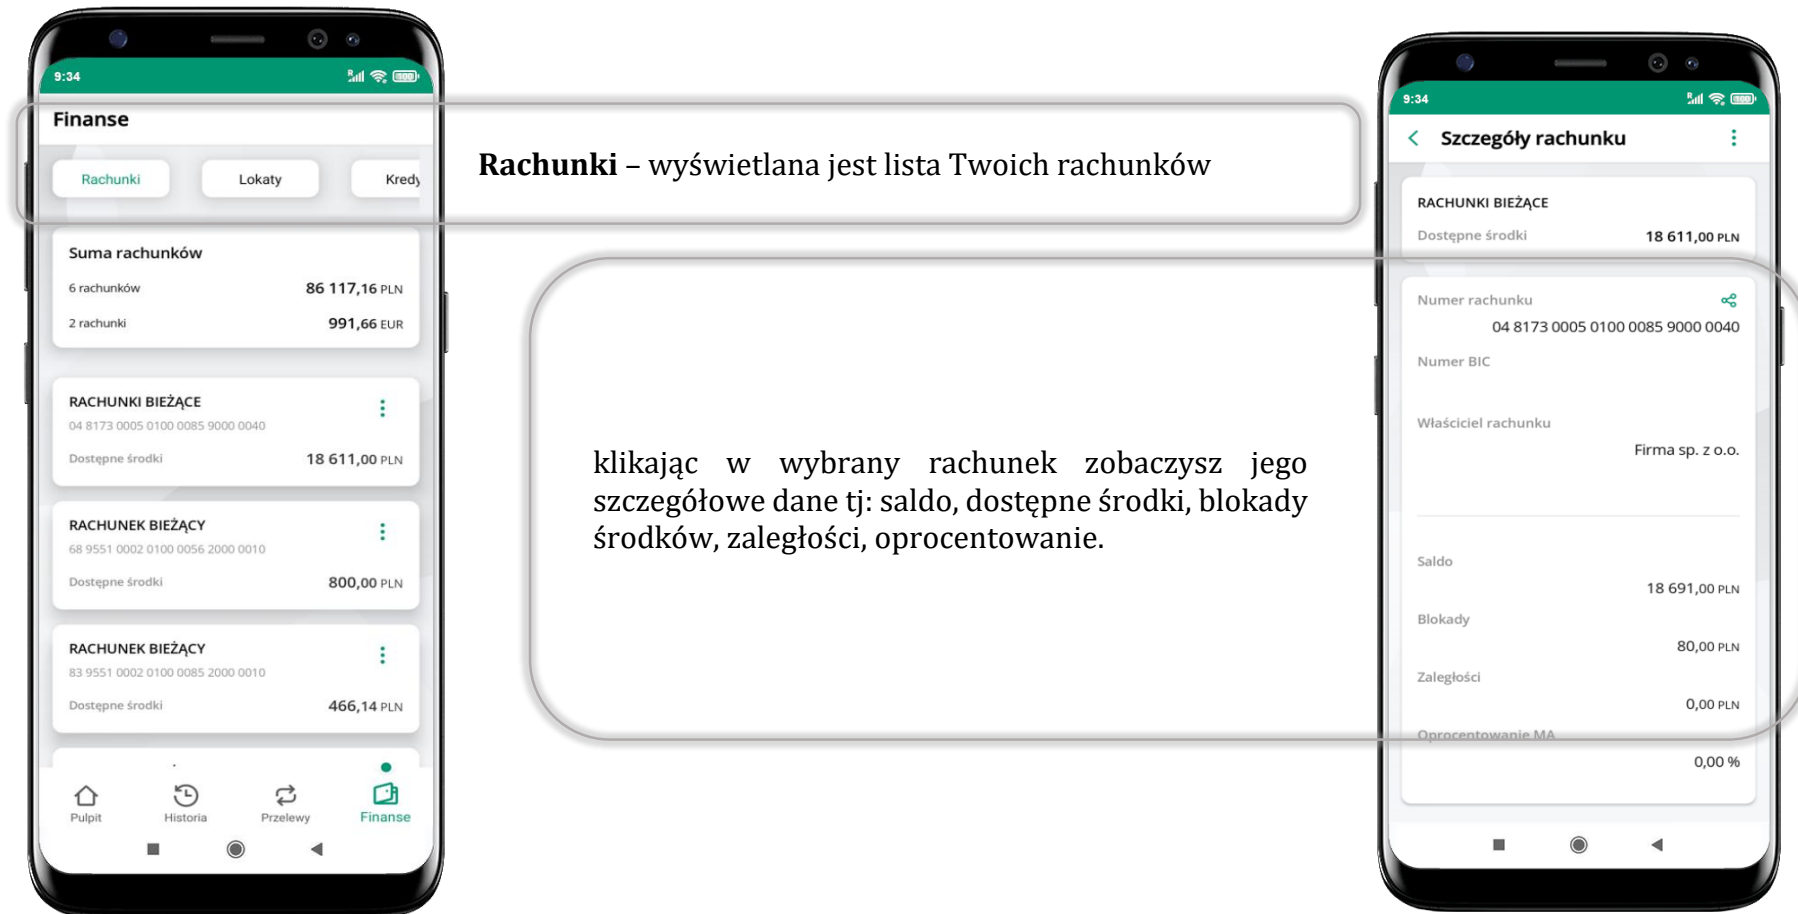 9:34
Finanse
Rachunki
Lokaty
Kredy
Suma rachunków
6 rachunków 86 117,16 PLN
2 rachunki 991,66 EUR
RACHUNKI BIEŻĄCE
04 8173 0005 0100 0085 9000 0040
Dostępne środki 18 611,00 PLN
RACHUNEK BIEŻĄCY
68 9551 0002 0100 0056 2000 0010
Dostępne środki 800,00 PLN
RACHUNEK BIEŻĄCY
83 9551 0002 0100 0085 2000 0010
Dostępne środki 466,14 PLN
Pulpit
Historia
Przelewy
Finanse
Rachunki – wyświetlana jest lista Twoich rachunków
klikając w wybrany rachunek zobaczysz jego
szczegółowe dane tj: saldo, dostępne środki, blokady
środków, zaległości, oprocentowanie.
9:34
Szczegóły rachunku
RACHUNKI BIEŻĄCE
Dostępne środki 18 611,00 PLN
Numer rachunku
04 8173 0005 0100 0085 9000 0040
Numer BIC
Właściciel rachunku
Firma sp. z o.o.
Saldo
18 691,00 PLN
Blokady
80,00 PLN
Zaległości
0,00 PLN
Oprocentowanie MA
0,00 %